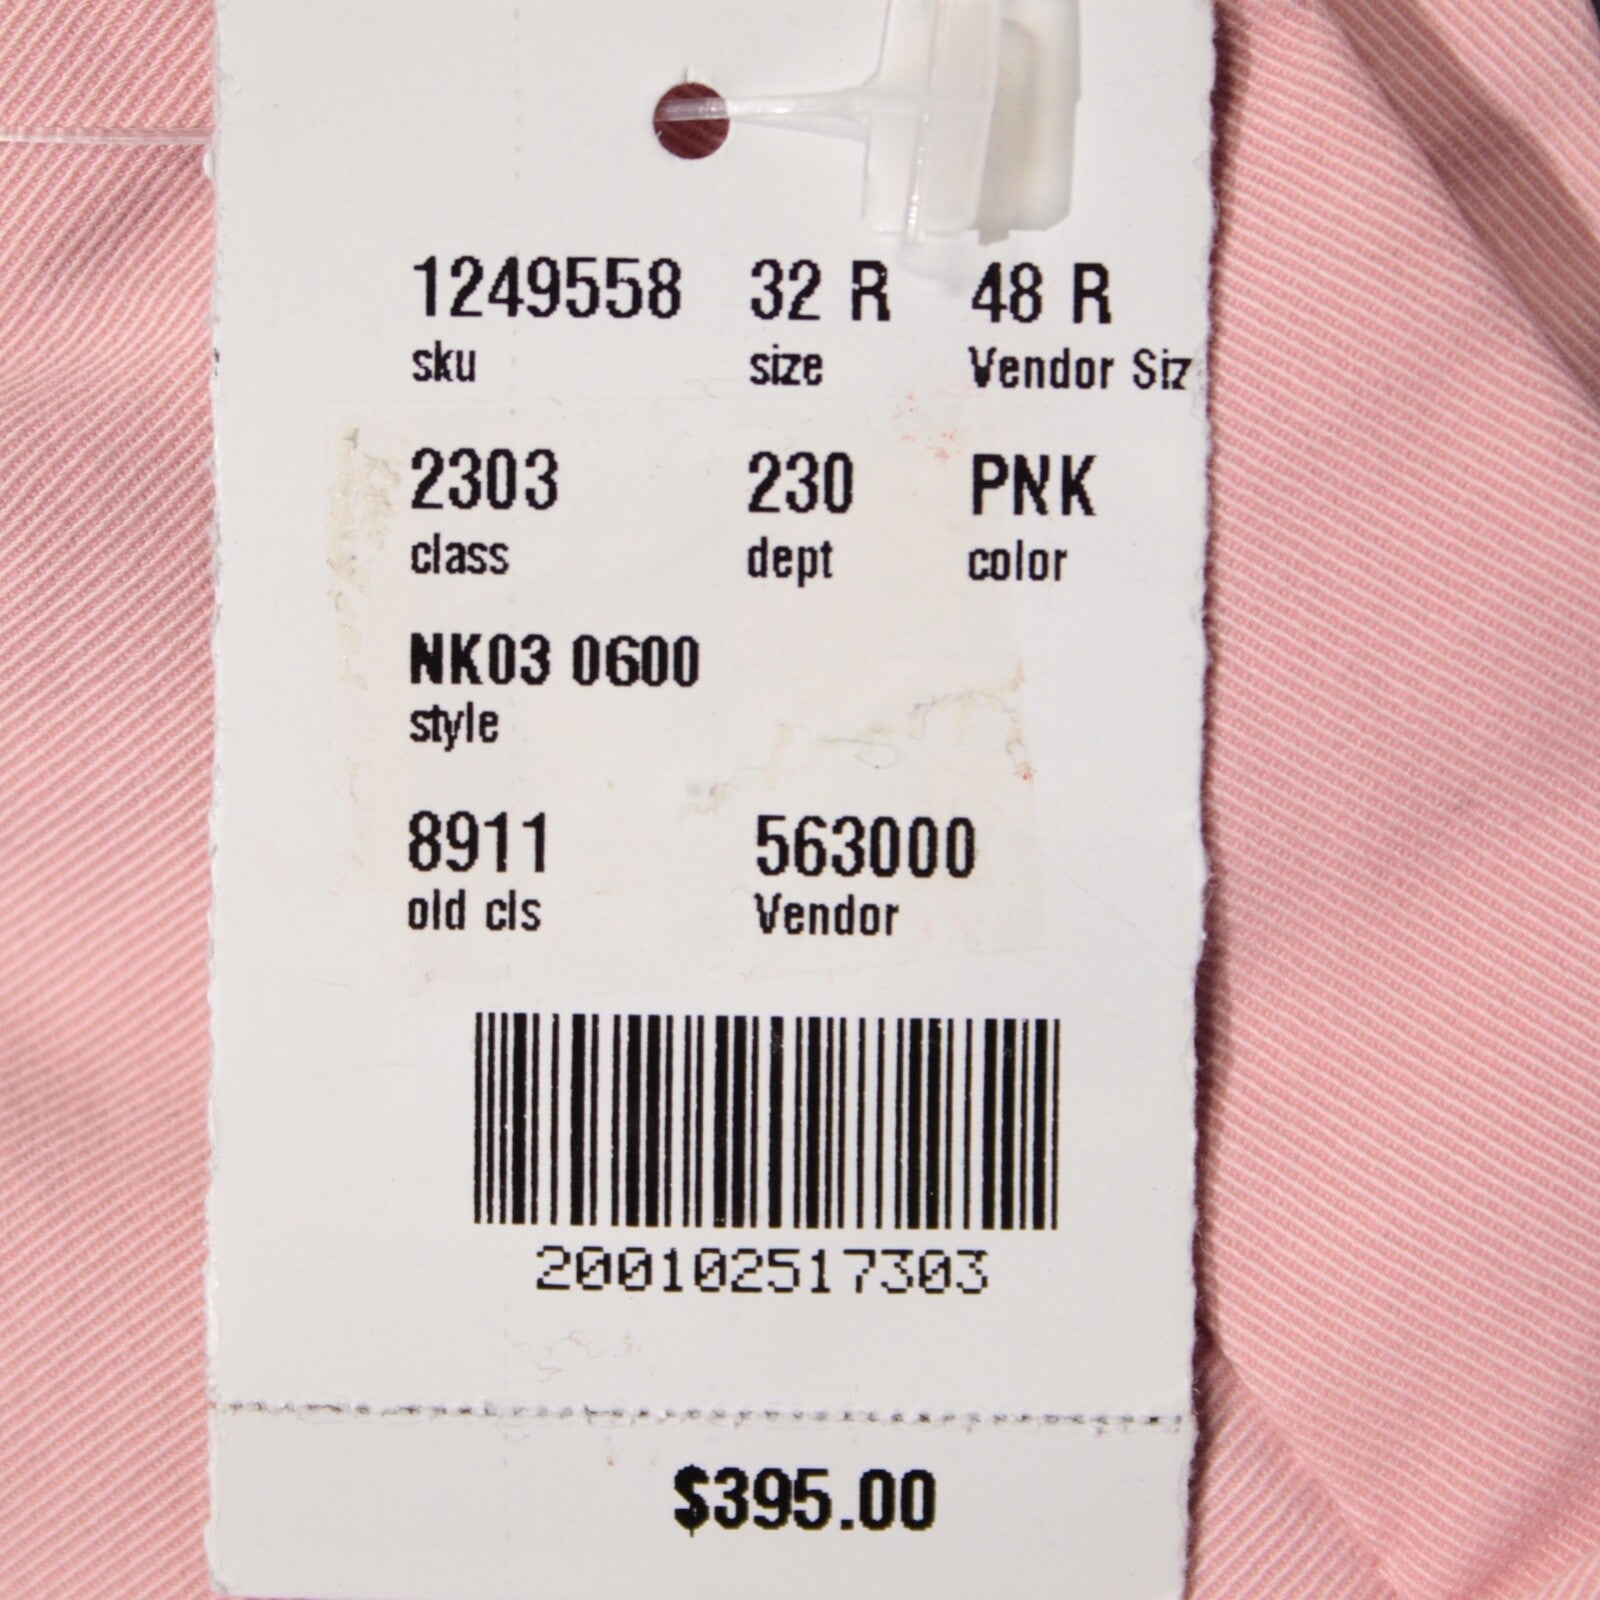 1249558 32 R 48 R
sku size Vendor Siz
2303 230 PNK
class dept color
NK03 0600
style
8911 563000
old cls Vendor
200102517303
$395.00